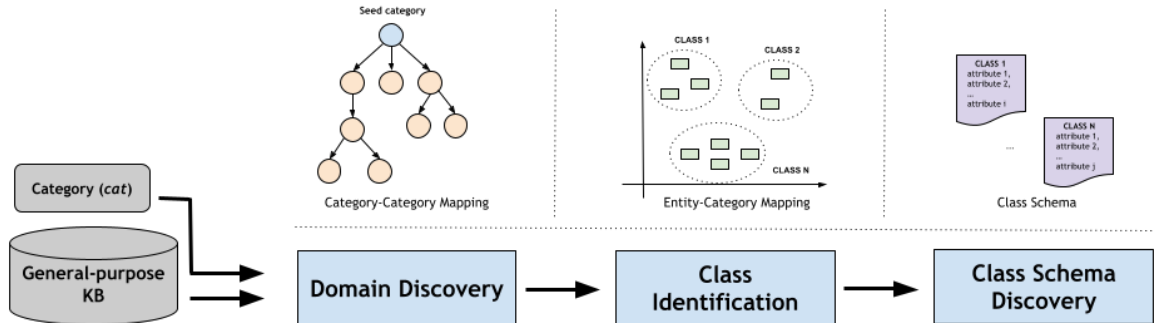 Seed category
Category-Category Mapping
CLASS 1
CLASS 2
CLASS N
Entity-Category Mapping
CLASS 1
attribute 1,
attribute 2,
...
attribute i
...
CLASS N
attribute 1,
attribute 2,
...
attribute j
Class Schema
Category (cat)
General-purpose
KB
Domain Discovery
Class
Identification
Class Schema
Discovery